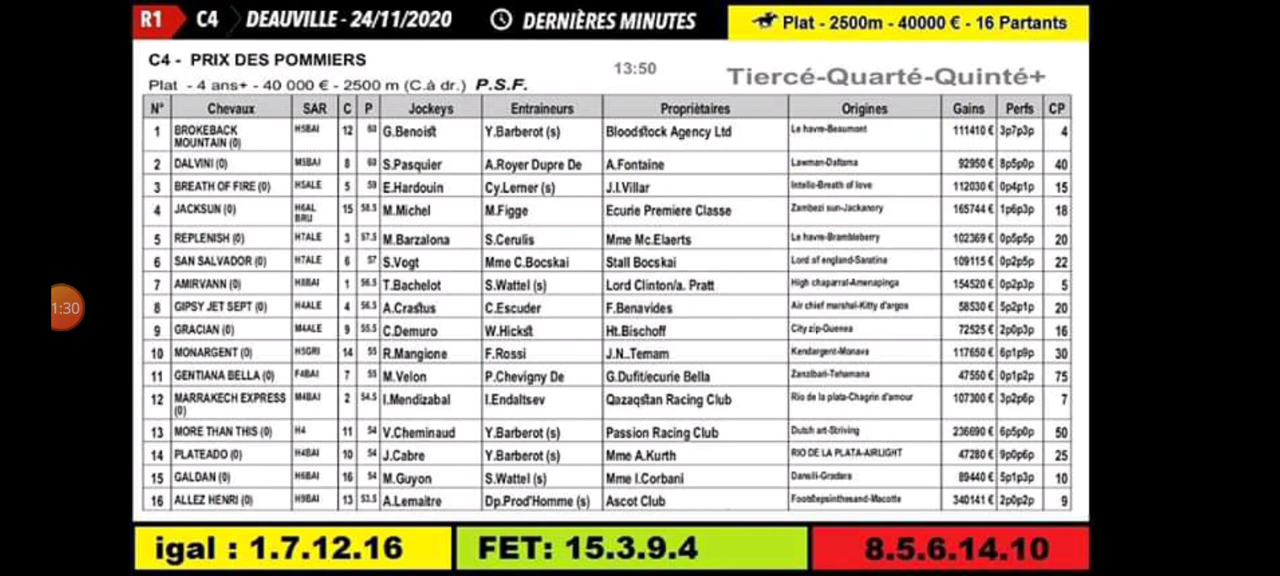 R1 C4 DEAUVILLE - 24/11/2020 DERNIÈRES MINUTES Plat - 2500m - 40000 € - 16 Partants
C4 - PRIX DES POMMIERS 13:50 Tiercé-Quarté-Quinté+
Plat - 4 ans+ - 40 000 € - 2500 m (C.à dr.) P.S.F.
N° Chevaux SAR C P Jockeys Entraineurs Propriétaires Origines Gains Perfs CP
1 BROKEBACK MOUNTAIN (0) H5BAI 12 60 G.Benoist Y.Barberot (s) Bloodstock Agency Ltd Le havre-Beaumont 111410 € 3p7p3p 4
2 DALVINI (0) M5BAI 8 60 S.Pasquier A.Royer Dupre De A.Fontaine Lawman-Daltama 92950 € 8p5p0p 40
3 BREATH OF FIRE (0) H5ALE 5 59 E.Hardouin Cy.Lerner (s) J.I.Villar Intello-Breath of love 112030 € 0p4p1p 15
4 JACKSUN (0) H6AL BRU 15 58.5 M.Michel M.Figge Ecurie Premiere Classe Zambezi sun-Jackanory 165744 € 1p6p3p 18
5 REPLENISH (0) H7ALE 3 57.5 M.Barzalona S.Cerulis Mme Mc.Elaerts Le havre-Brambleberry 102369 € 0p5p5p 20
6 SAN SALVADOR (0) H7ALE 6 57 S.Vogt Mme C.Bocskai Stall Bocskai Lord of england-Saratina 109115 € 0p2p5p 22
7 AMIRVANN (0) 1 56.5 T.Bachelot S.Wattel (s) Lord Clinton/a. Pratt High chaparral-Amenapinga 154520 € 0p2p3p 5
8 GIPSY JET SEPT (0) H4ALE 4 56.5 A.Crastus C.Escuder F.Benavides Air chief marshal-Kitty d'argos 58530 € 5p2p1p 20
9 GRACIAN (0) M4ALE 9 55.5 C.Demuro W.Hickst Ht.Bischoff City zip-Quenea 72525 € 2p0p3p 16
10 MONARGENT (0) H5GRI 14 55 R.Mangione F.Rossi J.N..Temam Kendargent-Monava 117650 € 6p1p9p 30
11 GENTIANA BELLA (0) F4BAI 7 55 M.Velon P.Chevigny De G.Dufit/ecurie Bella Zanzibari-Tehamana 47550 € 0p1p2p 75
12 MARRAKECH EXPRESS (0) M4BAI 2 54.5 I.Mendizabal I.Endaltsev Qazaqstan Racing Club Rio de la plata-Chagrin d'amour 107300 € 3p2p6p 7
13 MORE THAN THIS (0) H4 11 54 V.Cheminaud Y.Barberot (s) Passion Racing Club Dutch art-Striving 236690 € 6p5p0p 50
14 PLATEADO (0) H4BAI 10 54 J.Cabre Y.Barberot (s) Mme A.Kurth RIO DE LA PLATA-AIRLIGHT 47280 € 9p0p6p 25
15 GALDAN (0) H6BAI 16 54 M.Guyon S.Wattel (s) Mme I.Corbani Dansili-Gradara 89440 € 5p1p3p 10
16 ALLEZ HENRI (0) H9BAI 13 53.5 A.Lemaitre Dp.Prod'Homme (s) Ascot Club Footstepsinthesand-Macotte 340141 € 2p0p2p 9
1:30
igal : 1.7.12.16 FET: 15.3.9.4 8.5.6.14.10